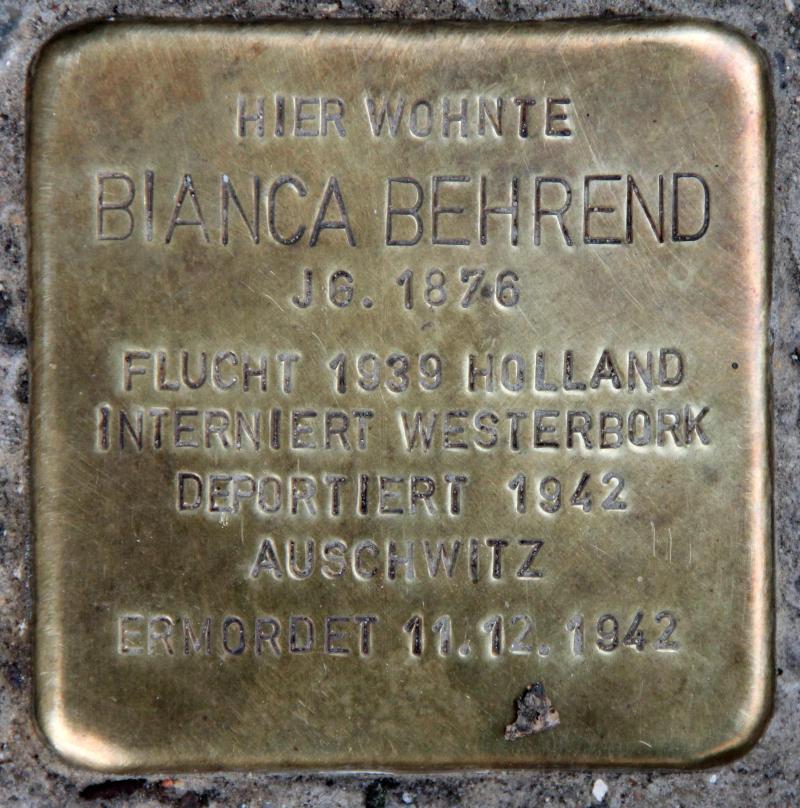 HIER WOHNTE
BIANCA BEHREND
JG. 1876
FLUCHT 1939 HOLLAND
INTERNIERT WESTERBORK
DEPORTIERT 1942
AUSCHWITZ
ERMORDET 11.12.1942